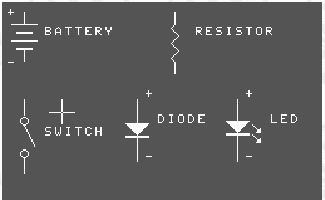 + BATTERY
-
RESISTOR
SWITCH
+ DIODE
-
+ LED
-